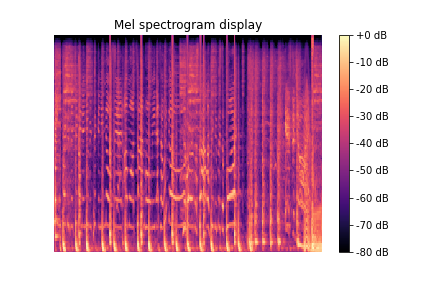 Mel spectrogram display
+0 dB
-10 dB
-20 dB
-30 dB
-40 dB
-50 dB
-60 dB
-70 dB
-80 dB